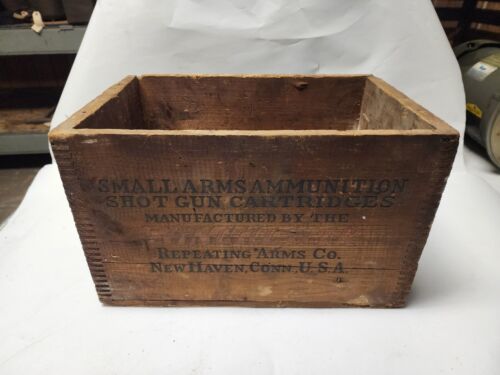 SMALL ARMS AMMUNITION
SHOT GUN CARTRIDGES
MANUFACTURED BY THE
REPEATING ARMS CO.
NEW HAVEN, CONN. U.S.A.